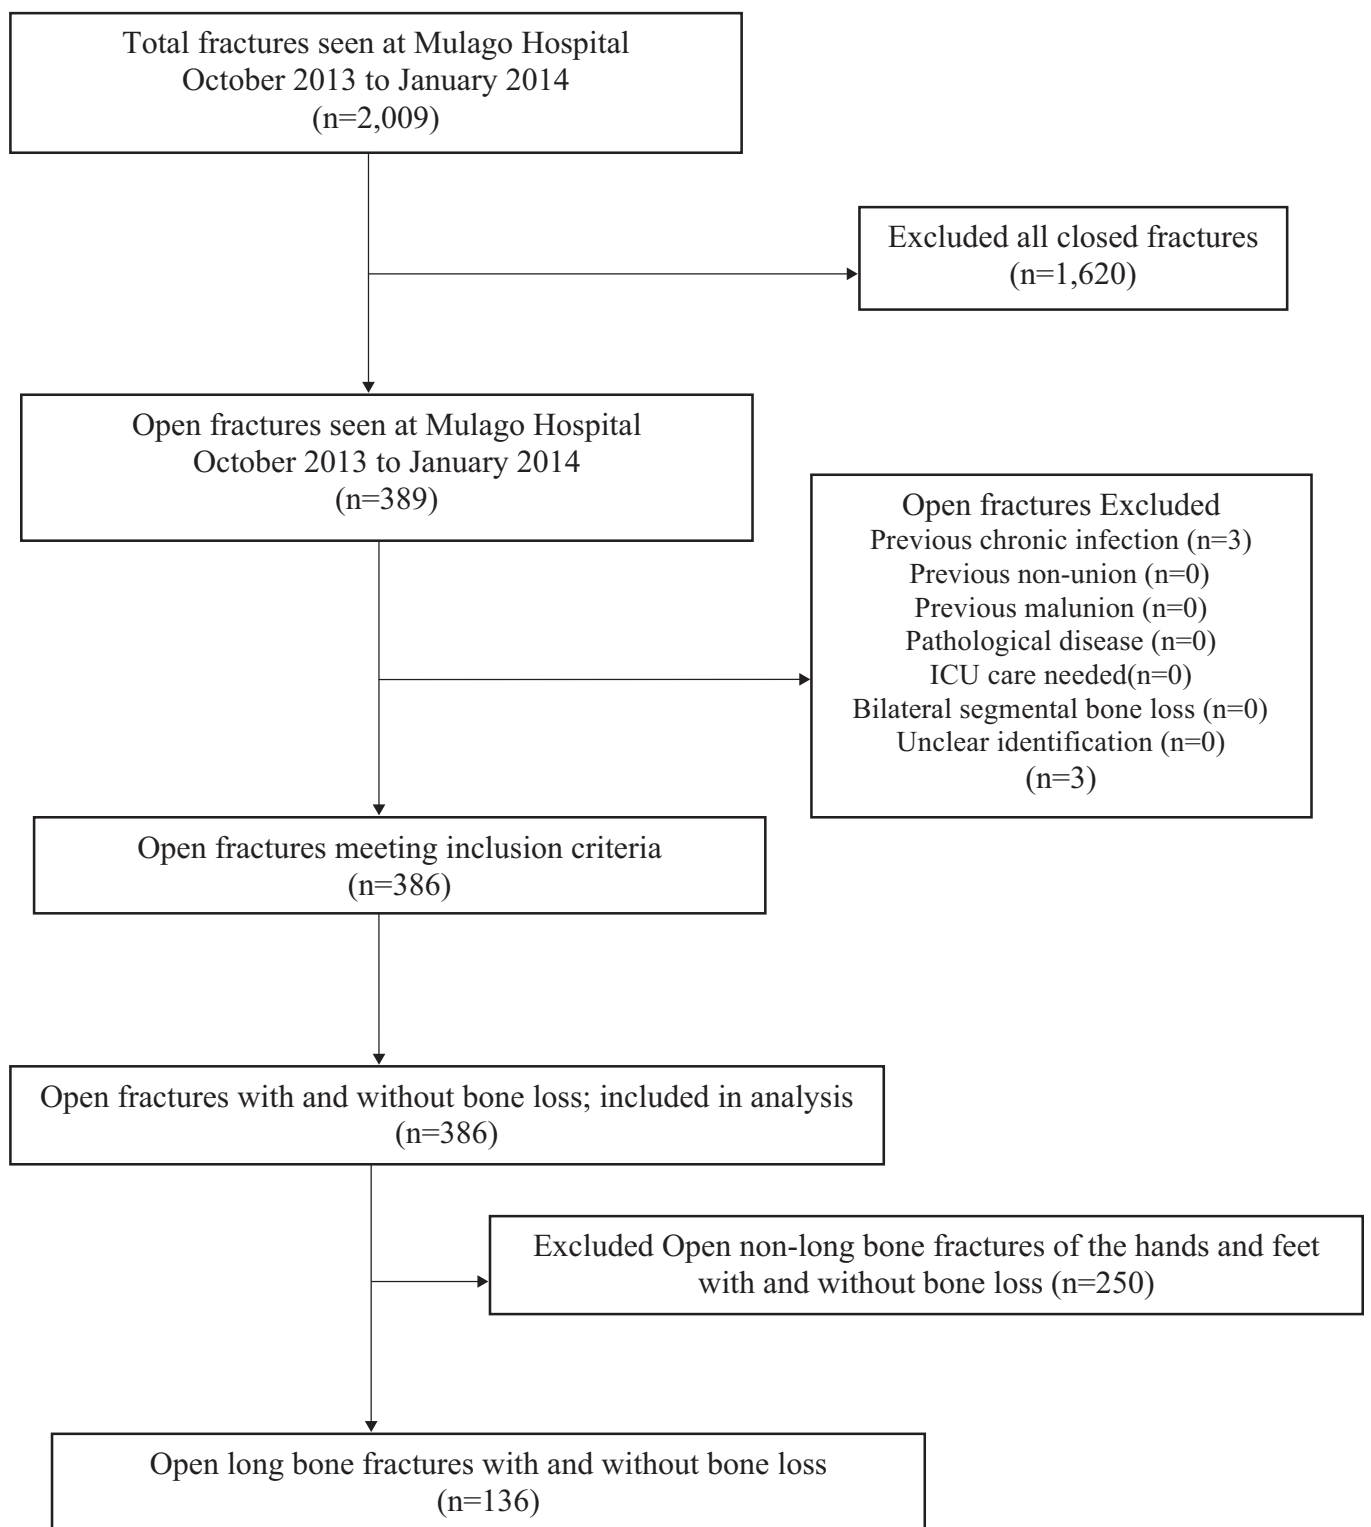 Total fractures seen at Mulago Hospital
October 2013 to January 2014
(n=2,009)
Excluded all closed fractures
(n=1,620)
Open fractures seen at Mulago Hospital
October 2013 to January 2014
(n=389)
Open fractures Excluded
Previous chronic infection (n=3)
Previous non-union (n=0)
Previous malunion (n=0)
Pathological disease (n=0)
ICU care needed(n=0)
Bilateral segmental bone loss (n=0)
Unclear identification (n=0)
(n=3)
Open fractures meeting inclusion criteria
(n=386)
Open fractures with and without bone loss; included in analysis
(n=386)
Excluded Open non-long bone fractures of the hands and feet
with and without bone loss (n=250)
Open long bone fractures with and without bone loss
(n=136)